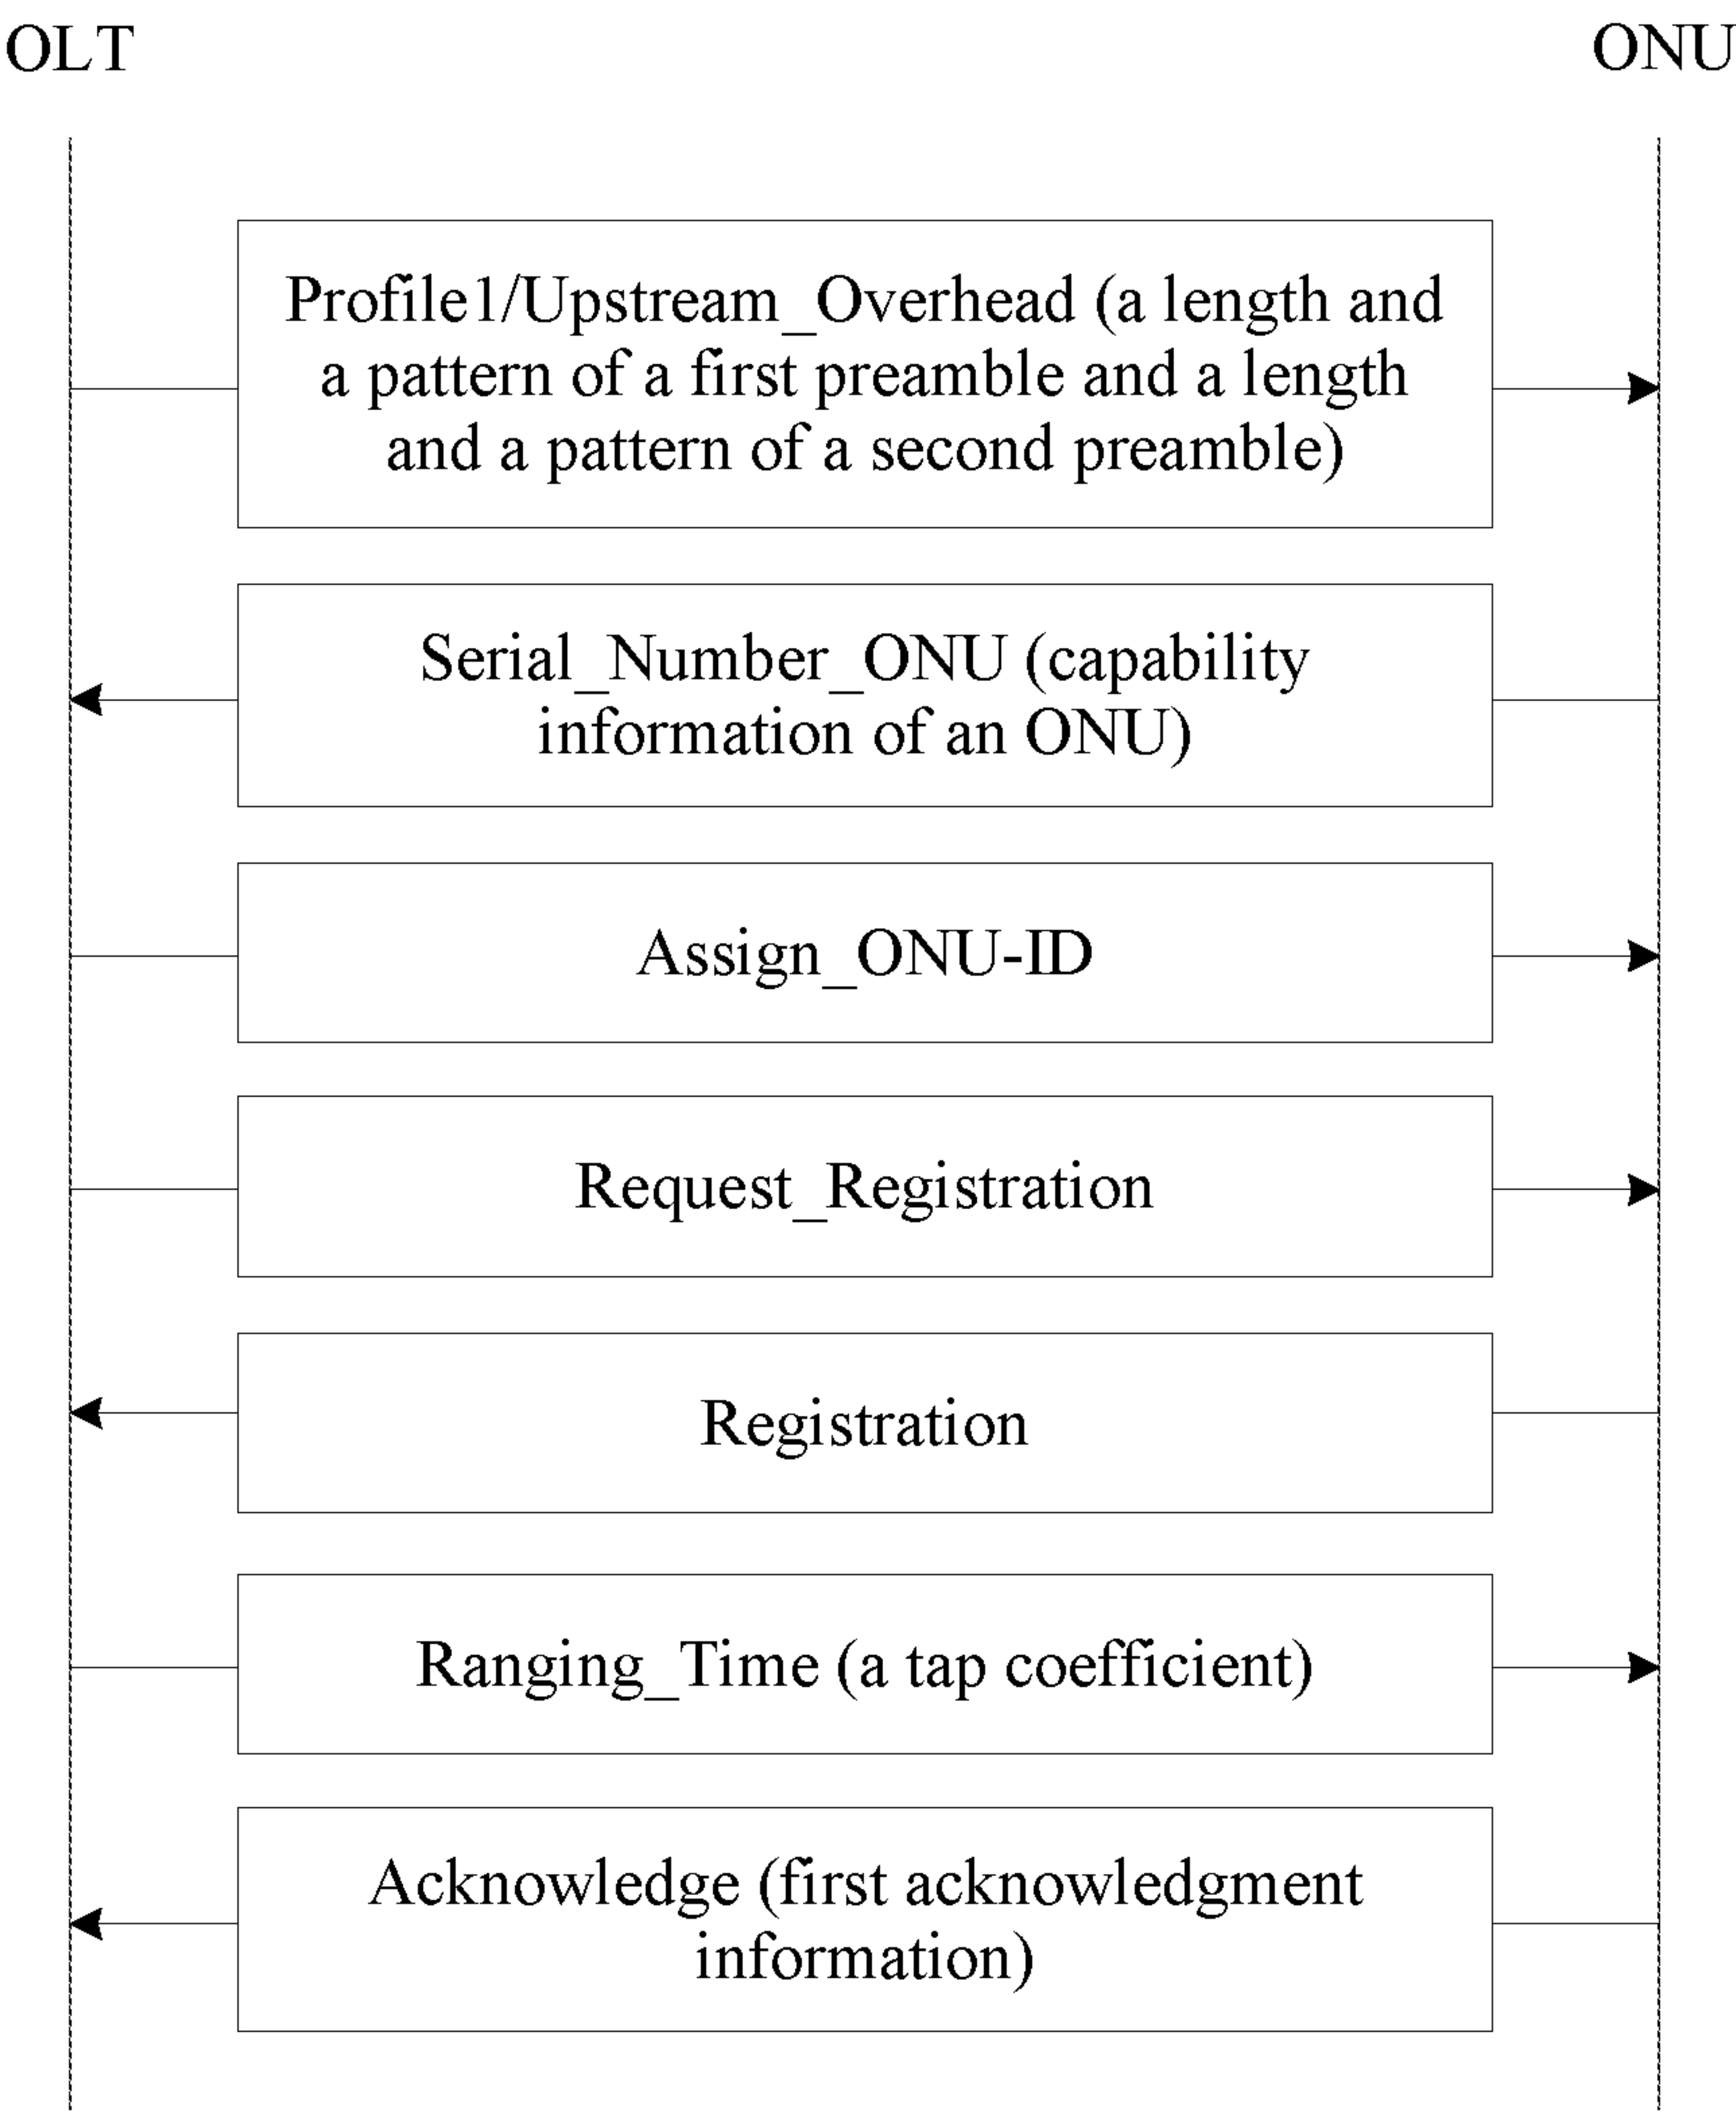 OLT
ONU
Profile1/Upstream_Overhead (a length and
a pattern of a first preamble and a length
and a pattern of a second preamble)
Serial_Number_ONU (capability
information of an ONU)
Assign_ONU-ID
Request_Registration
Registration
Ranging_Time (a tap coefficient)
Acknowledge (first acknowledgment
information)